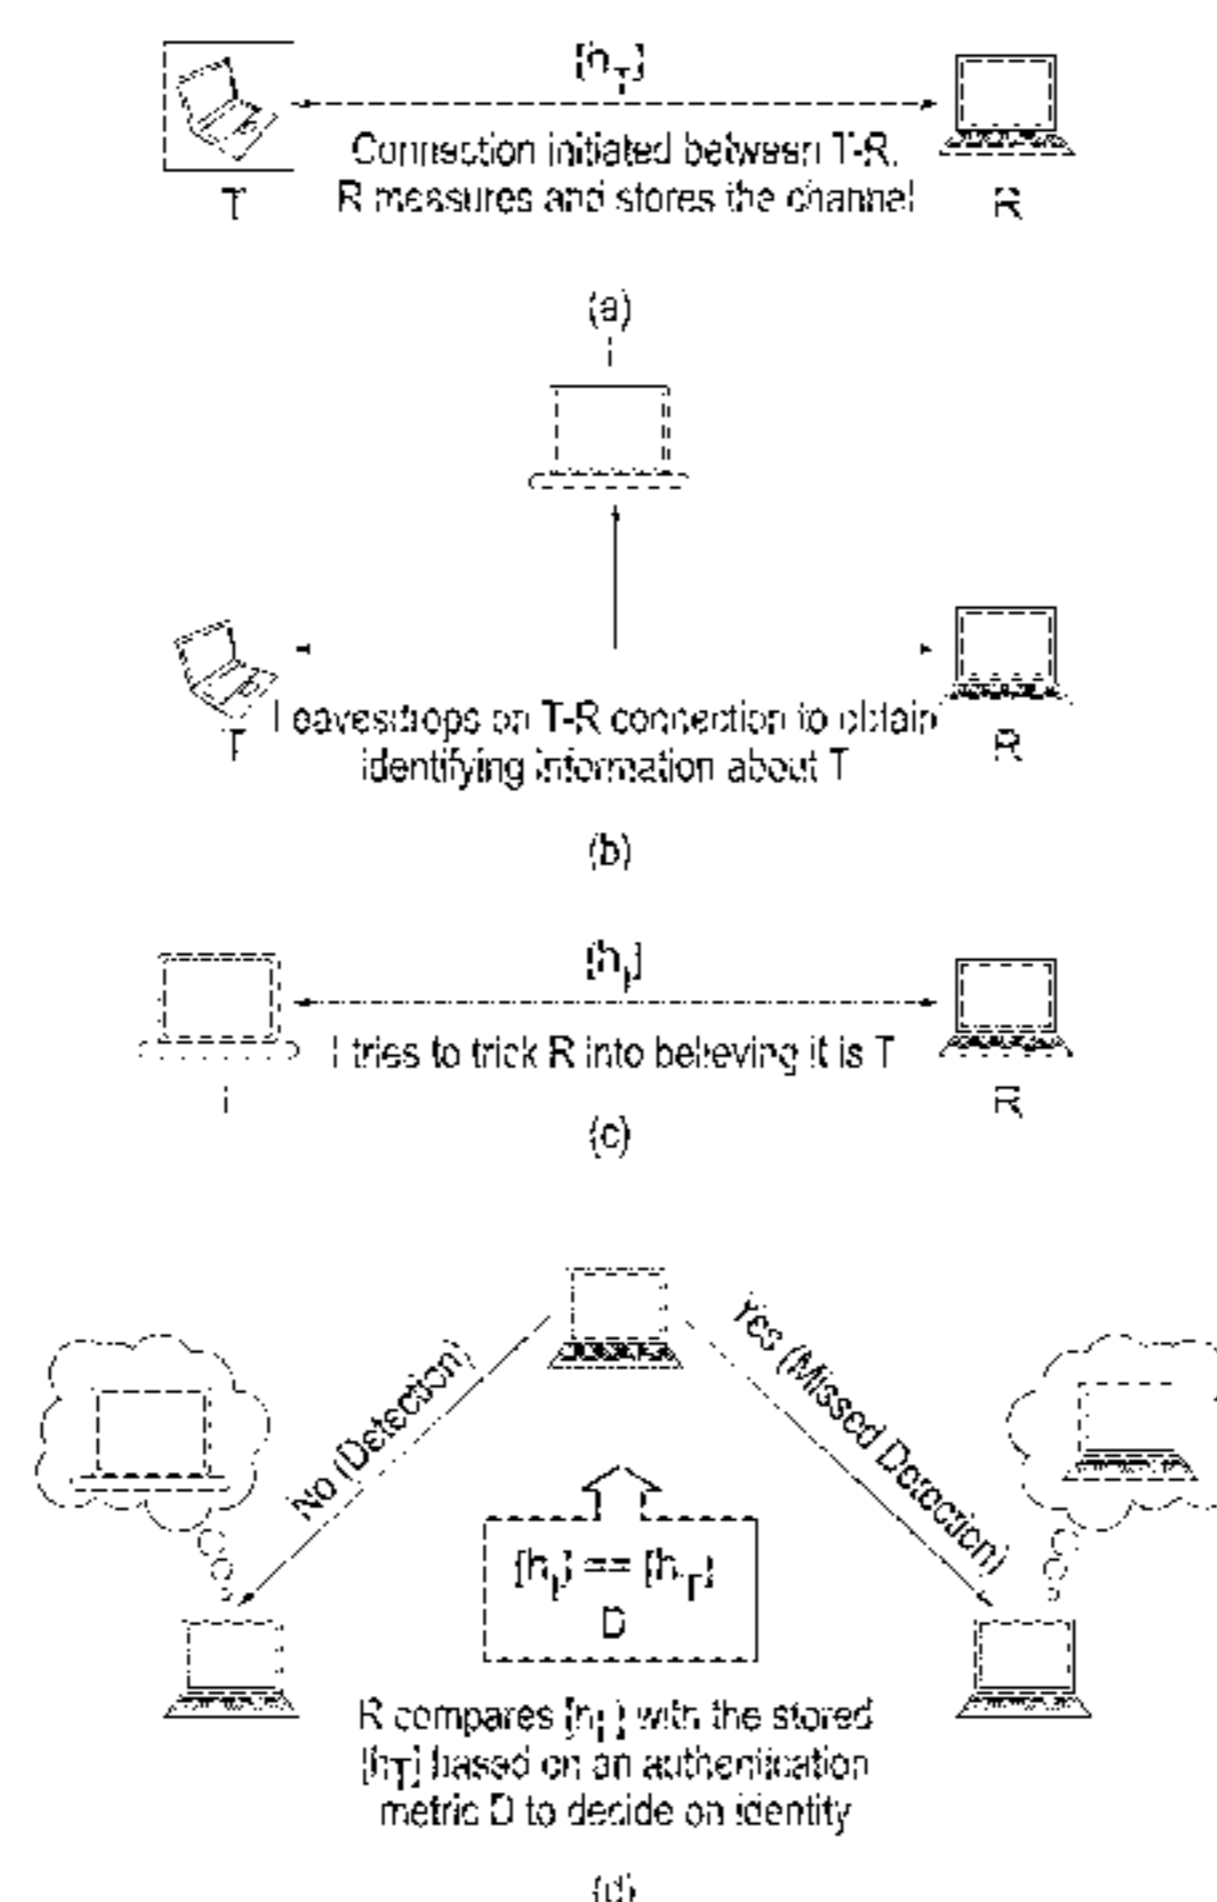 {h_T}
Connection initiated between T-R.
R measures and stores the channel
T
R
(a)
I
I eavesdrops on T-R connection to obtain
identifying information about T
T
R
(b)
{h_I}
I tries to trick R into believing it is T
I
R
(c)
No (Detection)
Yes (Missed Detection)
{h_I} == {h_T}
D
R compares {h_I} with the stored
{h_T} based on an authentication
metric D to decide on identity
(d)